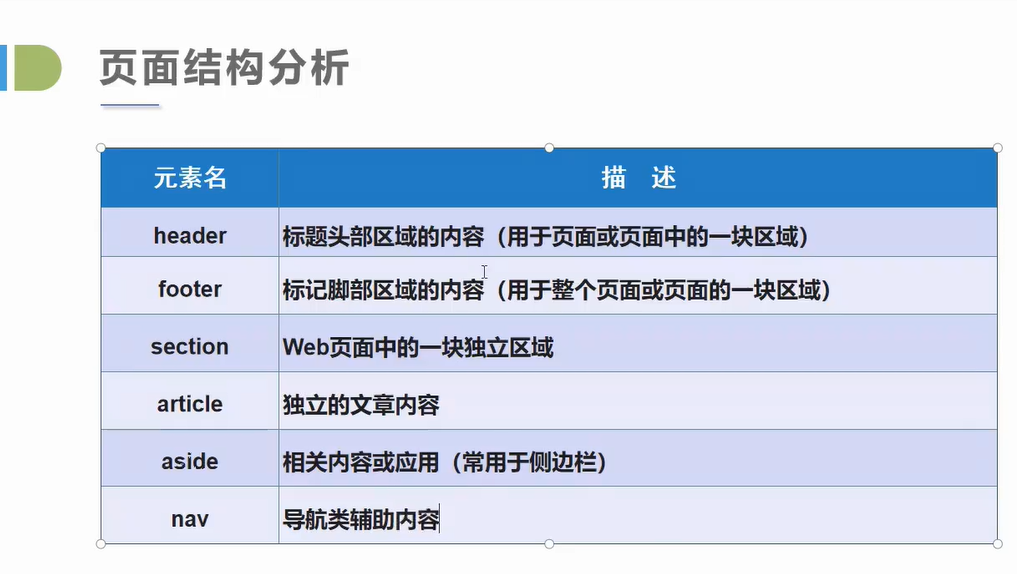 页面结构分析
元素名 描 述
header 标题头部区域的内容（用于页面或页面中的一块区域）
footer 标记脚部区域的内容（用于整个页面或页面的一块区域）
section Web页面中的一块独立区域
article 独立的文章内容
aside 相关内容或应用（常用于侧边栏）
nav 导航类辅助内容